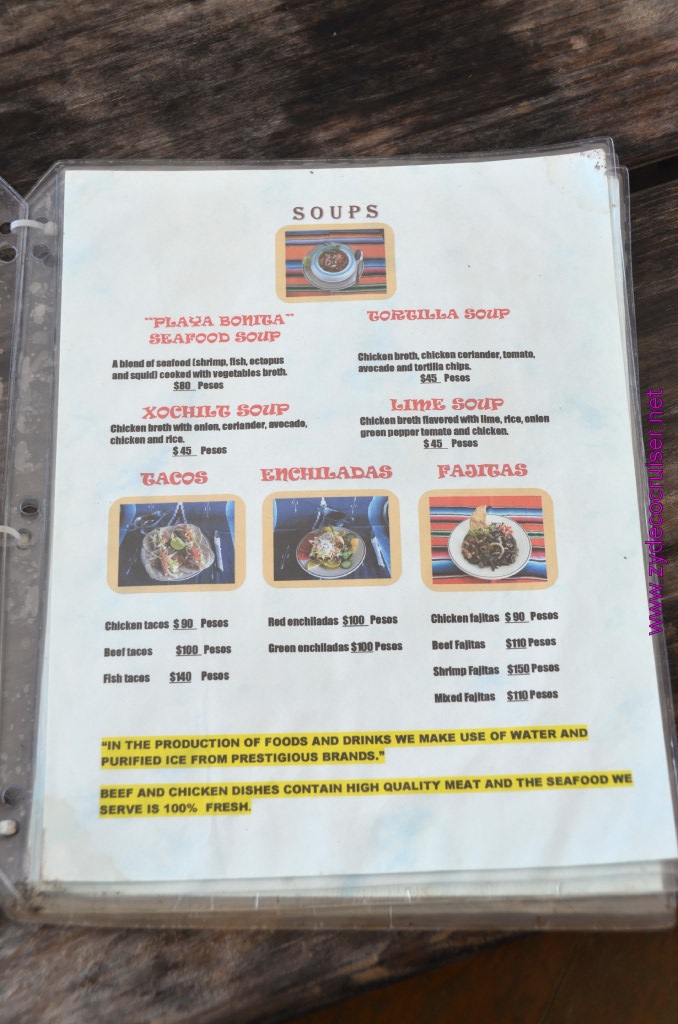 SOUPS
"PLAYA BONITA"
SEAFOOD SOUP
A blend of seafood (shrimp, fish, octopus
and squid) cooked with vegetables broth.
$80 Pesos
TORTILLA SOUP
Chicken broth, chicken coriander, tomato,
avocado and tortilla chips.
$45 Pesos
XOCHILT SOUP
Chicken broth with onion, coriander, avocado,
chicken and rice.
$ 45 Pesos
LIME SOUP
Chicken broth flavored with lime, rice, onion
green pepper tomato and chicken.
$ 45 Pesos
TACOS
Chicken tacos $ 90 Pesos
Beef tacos $100 Pesos
Fish tacos $140 Pesos
ENCHILADAS
Red enchiladas $100 Pesos
Green enchiladas $100 Pesos
FAJITAS
Chicken fajitas $ 90 Pesos
Beef Fajitas $110 Pesos
Shrimp Fajitas $150 Pesos
Mixed Fajitas $110 Pesos
"IN THE PRODUCTION OF FOODS AND DRINKS WE MAKE USE OF WATER AND
PURIFIED ICE FROM PRESTIGIOUS BRANDS."
BEEF AND CHICKEN DISHES CONTAIN HIGH QUALITY MEAT AND THE SEAFOOD WE
SERVE IS 100% FRESH.
www.zydecocruiser.net